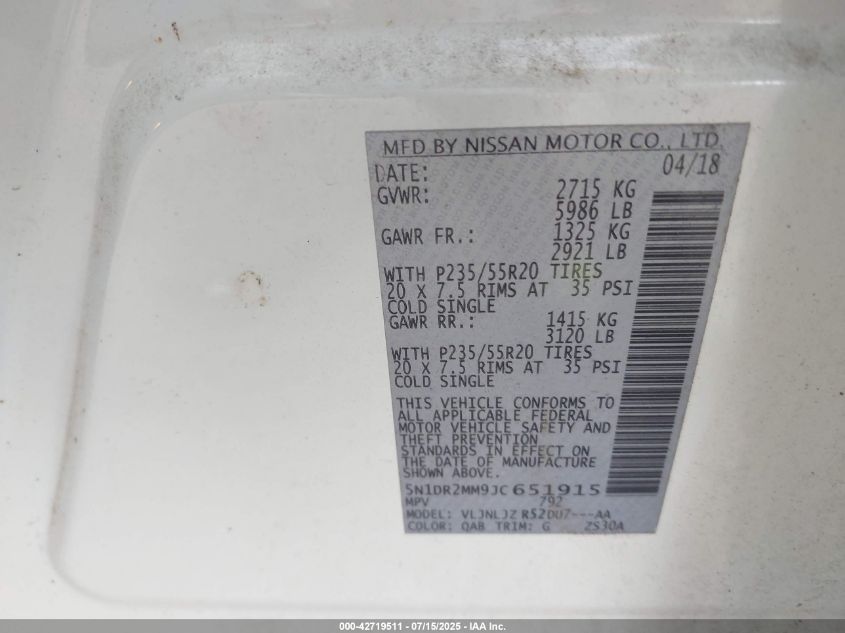 MFD BY NISSAN MOTOR CO., LTD.
DATE: 04/18
GVWR: 2715 KG
5986 LB
GAWR FR.: 1325 KG
2921 LB
WITH P235/55R20 TIRES
20 X 7.5 RIMS AT 35 PSI
COLD SINGLE
GAWR RR.: 1415 KG
3120 LB
WITH P235/55R20 TIRES
20 X 7.5 RIMS AT 35 PSI
COLD SINGLE
THIS VEHICLE CONFORMS TO
ALL APPLICABLE FEDERAL
MOTOR VEHICLE SAFETY AND
THEFT PREVENTION
STANDARDS IN EFFECT ON
THE DATE OF MANUFACTURE
SHOWN ABOVE.
5N1DR2MM9JC651915
MPV 792
MODEL: VLJNLJZ R52DU7---AA
COLOR: QAB TRIM: G ZS30A
000-42719511 - 07/15/2025 - IAA Inc.